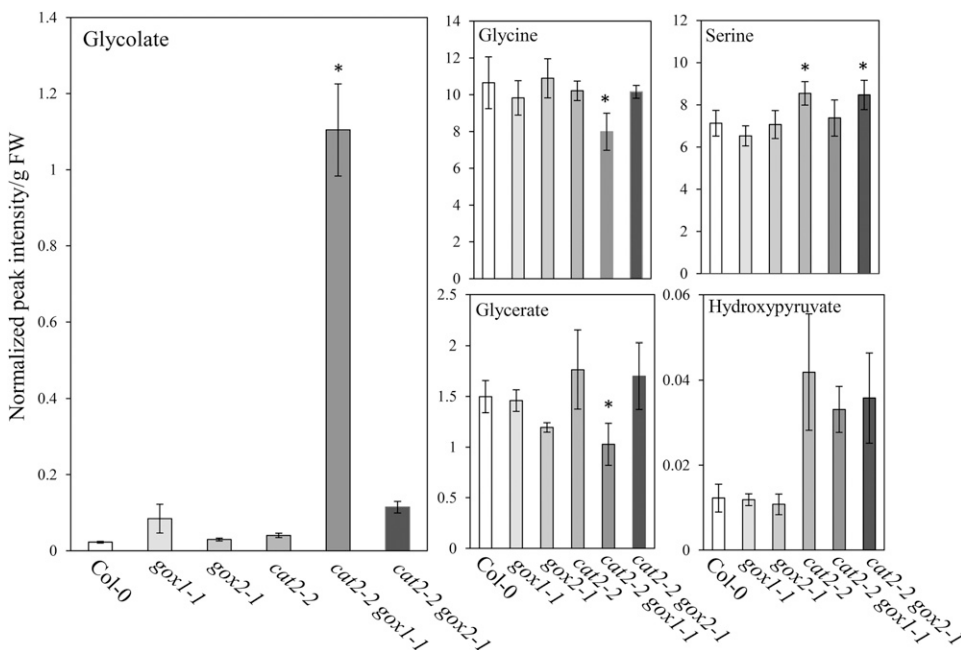 Normalized peak intensity/g FW
Glycolate
1.4
1.2
1
0.8
0.6
0.4
0.2
0
*
Col-0
gox1-1
gox2-1
cat2-2
cat2-2 gox1-1
cat2-2 gox2-1
Glycine
14
12
10
8
6
4
2
0
*
Serine
12
10
8
6
4
2
0
*
*
Glycerate
2.5
2
1.5
1
0.5
0
*
Col-0
gox1-1
gox2-1
cat2-2
cat2-2 gox1-1
cat2-2 gox2-1
Hydroxypyruvate
0.06
0.04
0.02
0
Col-0
gox1-1
gox2-1
cat2-2
cat2-2 gox1-1
cat2-2 gox2-1